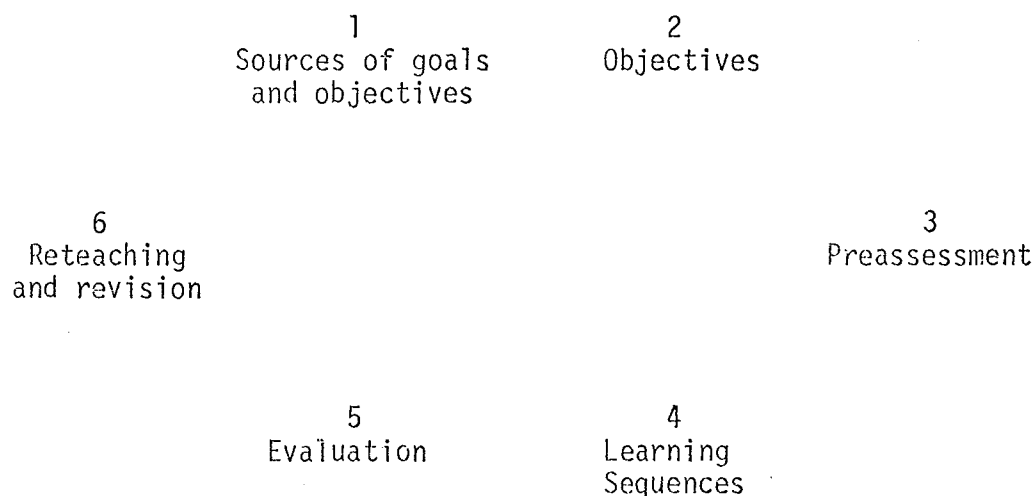 1
Sources of goals
and objectives
2
Objectives
3
Preassessment
4
Learning
Sequences
5
Evaluation
6
Reteaching
and revision